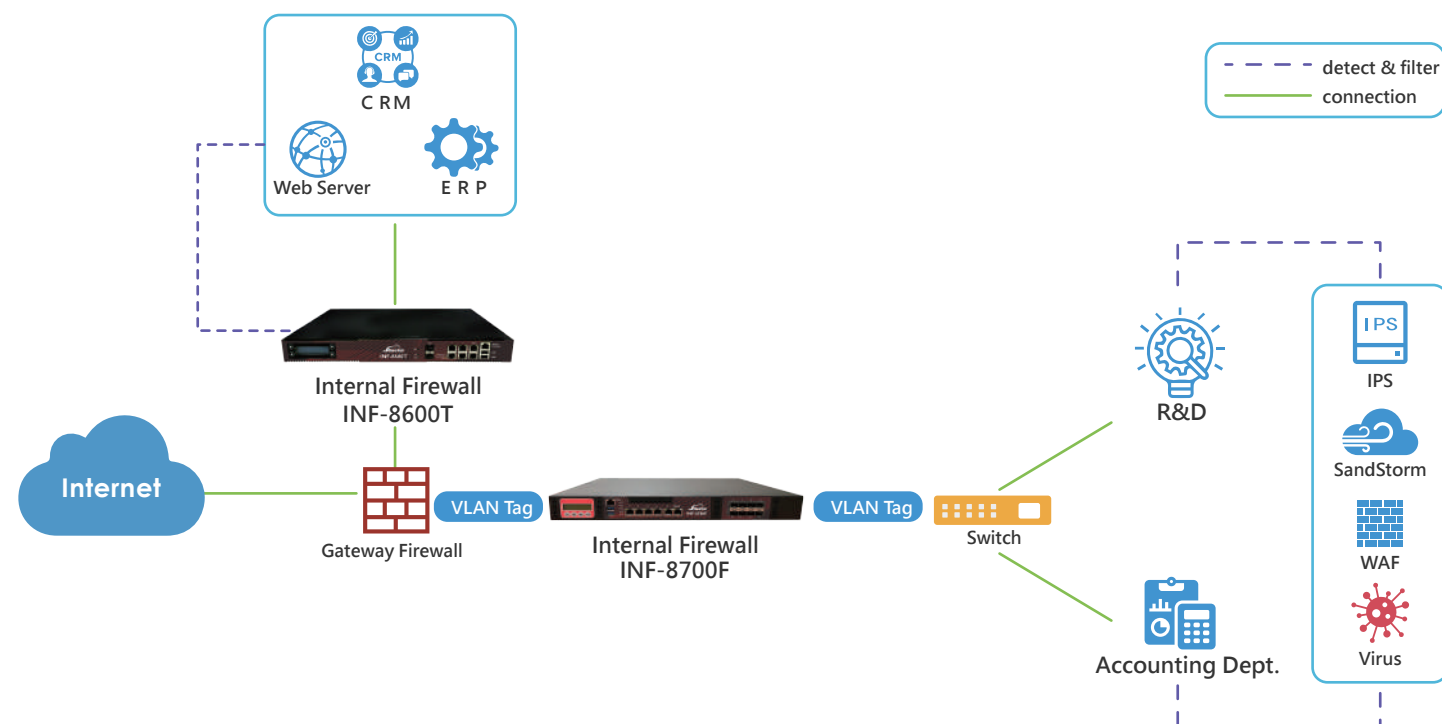 CRM
C R M
Web Server
E R P
detect & filter
connection
Internal Firewall
INF-8600T
Internet
Gateway Firewall
VLAN Tag
Internal Firewall
INF-8700F
VLAN Tag
Switch
R&D
Accounting Dept.
IPS
IPS
SandStorm
WAF
Virus